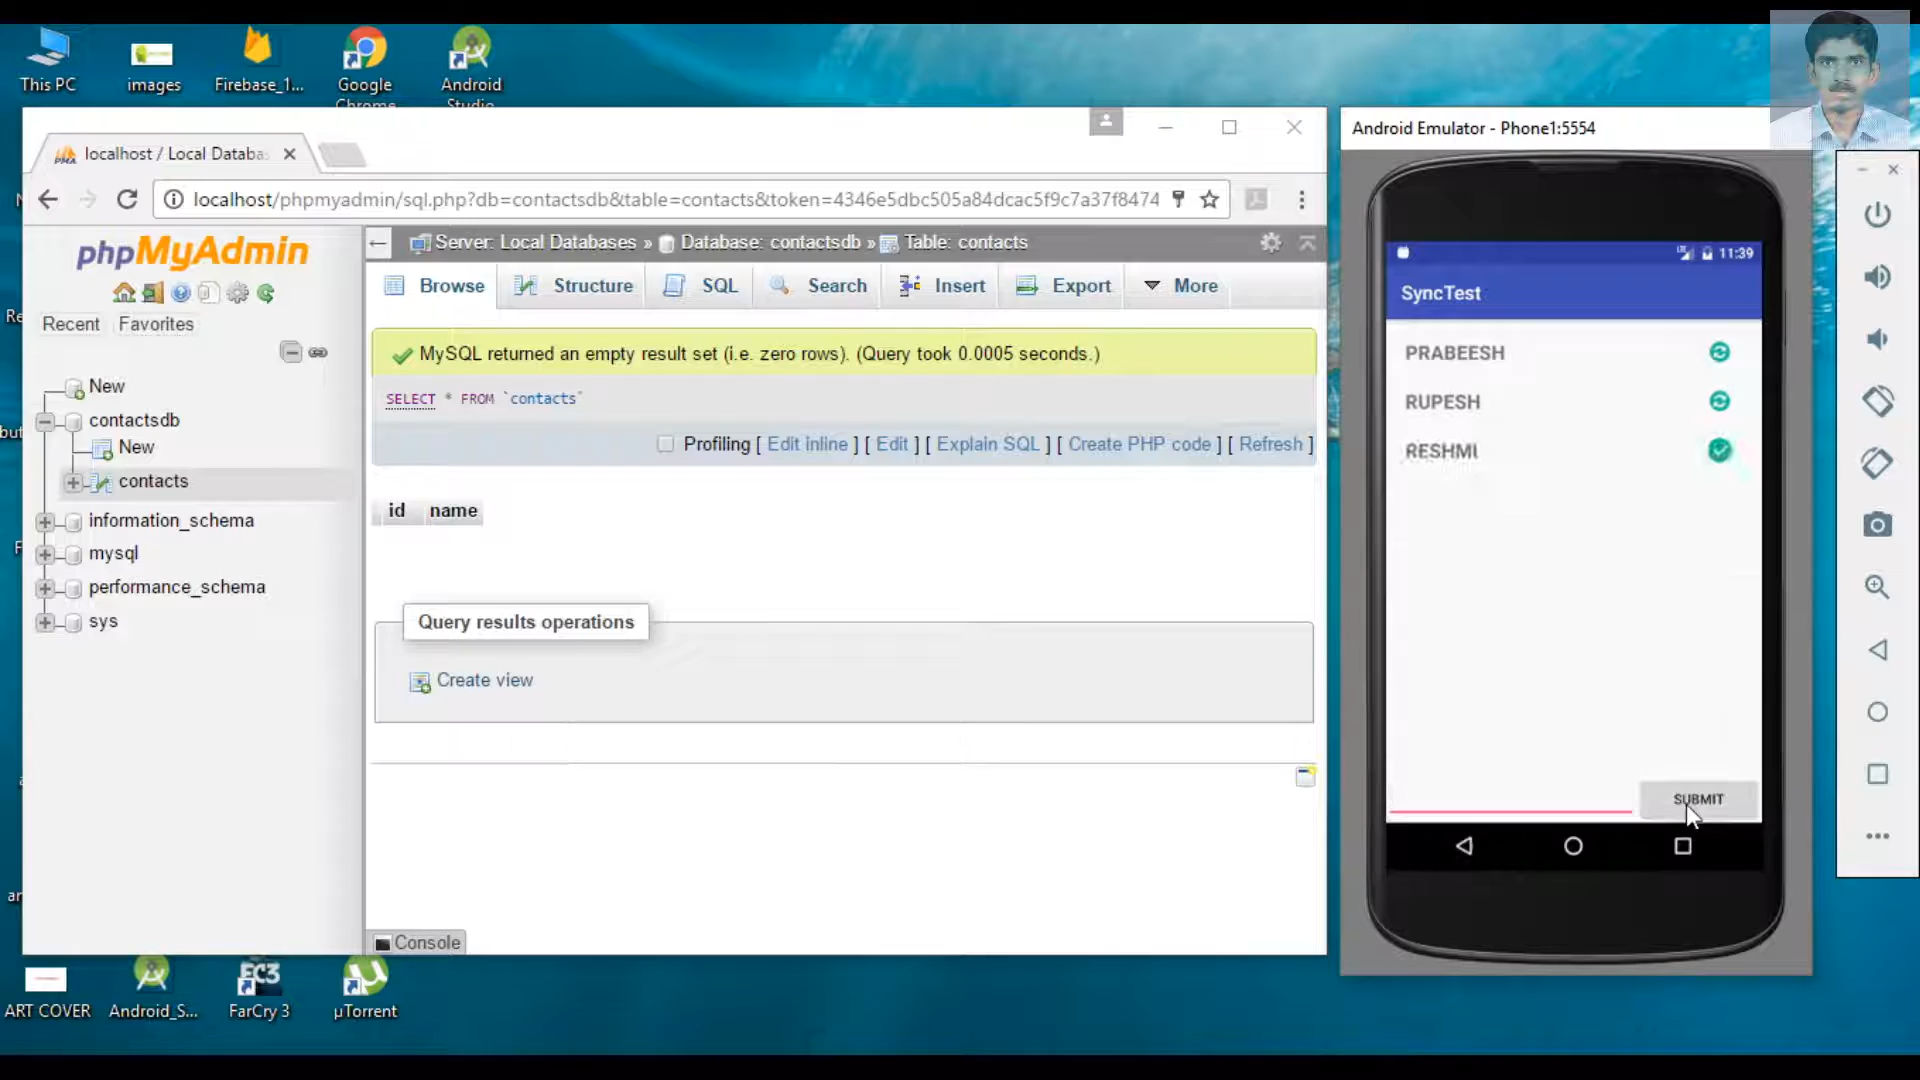 This PC
images
Firebase_1...
Google
Chrome
Android
Studio
localhost / Local Databa
localhost/phpmyadmin/sql.php?db=contactsdb&table=contacts&token=4346e5dbc505a84dcac5f9c7a37f8474
phpMyAdmin
Recent Favorites
New
contactsdb
New
contacts
information_schema
mysql
performance_schema
sys
Server: Local Databases » Database: contactsdb » Table: contacts
Browse Structure SQL Search Insert Export More
MySQL returned an empty result set (i.e. zero rows). (Query took 0.0005 seconds.)
SELECT * FROM `contacts`
Profiling [ Edit inline ] [ Edit ] [ Explain SQL ] [ Create PHP code ] [ Refresh ]
id name
Query results operations
Create view
Console
Android Emulator - Phone1:5554
11:39
SyncTest
PRABEESH
RUPESH
RESHMI
SUBMIT
ART COVER
Android_S...
FarCry 3
µTorrent